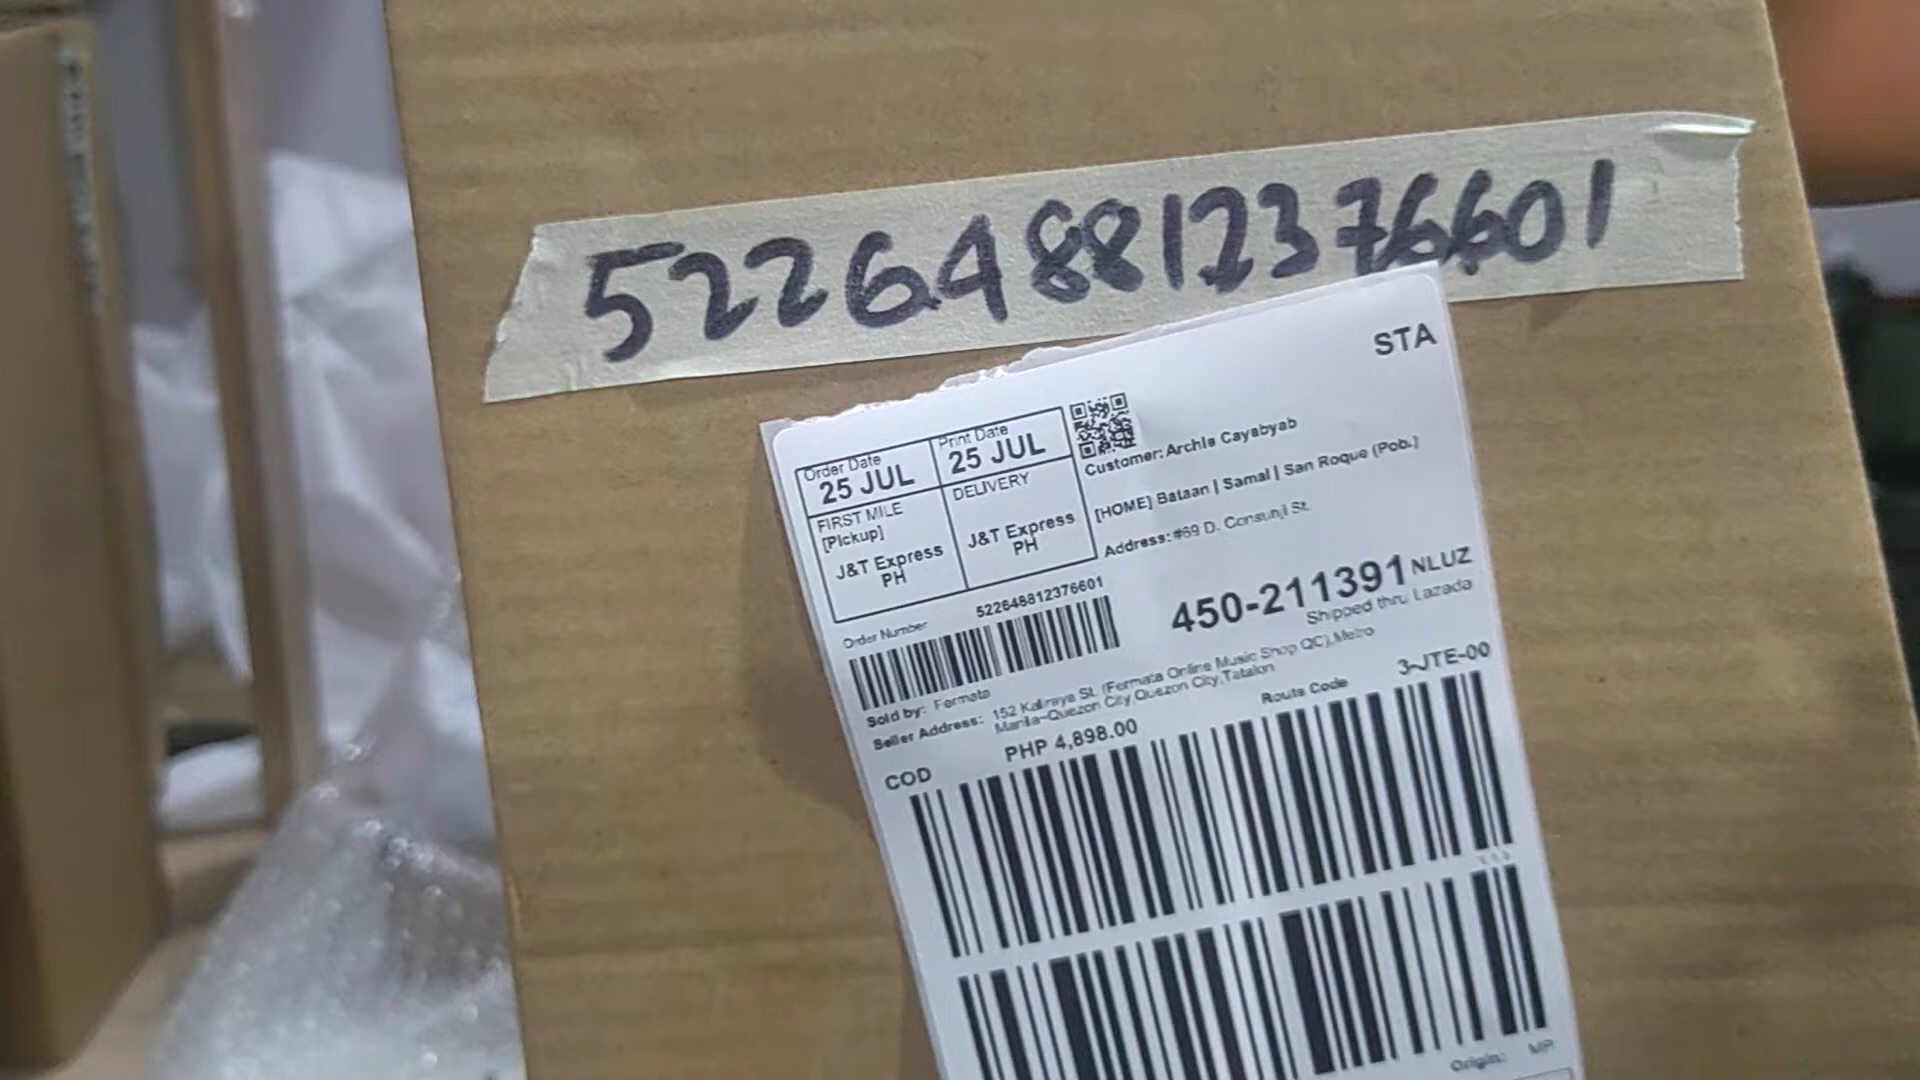 522648812376601
STA
Order Date
25 JUL
Print Date
25 JUL
FIRST MILE
[Pickup]
J&T Express
PH
DELIVERY
J&T Express
PH
Customer: Archie Cayabyab
[HOME] Bataan | Samal | San Roque (Pob.)
Address: #69 D. Consunji St.
450-211391 NLUZ
Shipped thru Lazada
Order Number
522648812376601
Sold by: Fermata
Seller Address: 152 Kaliraya St. (Fermata Online Music Shop QC),Metro
Manila~Quezon City,Quezon City,Tatalon
Route Code
3-JTE-00
COD
PHP 4,898.00
Origin: MP